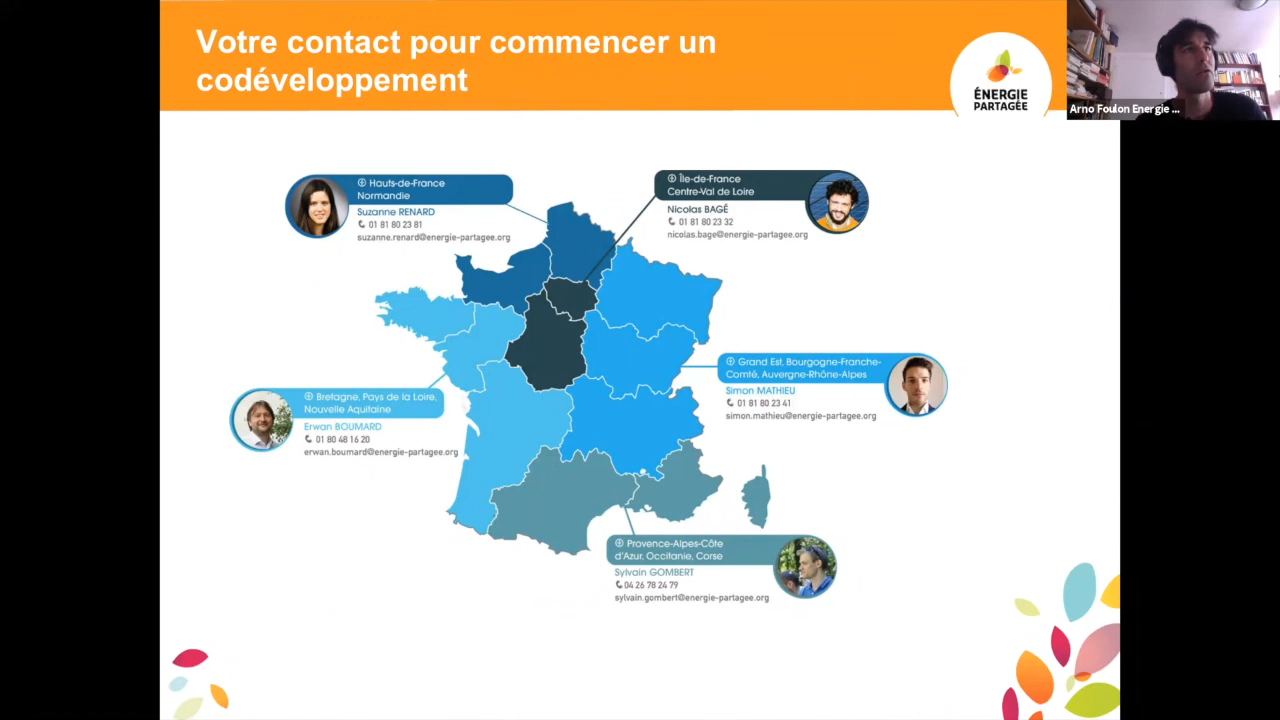 Votre contact pour commencer un
codéveloppement
ÉNERGIE
PARTAGÉE
Arno Foulon Energie ...
Hauts-de-France
Normandie
Suzanne RENARD
01 81 80 23 81
suzanne.renard@energie-partagee.org
Île-de-France
Centre-Val de Loire
Nicolas BAGÉ
01 81 80 23 32
nicolas.bage@energie-partagee.org
Grand Est, Bourgogne-Franche-
Comté, Auvergne-Rhône-Alpes
Simon MATHIEU
01 81 80 23 41
simon.mathieu@energie-partagee.org
Bretagne, Pays de la Loire,
Nouvelle Aquitaine
Erwan BOUMARD
01 80 48 16 20
erwan.boumard@energie-partagee.org
Provence-Alpes-Côte
d'Azur, Occitanie, Corse
Sylvain GOMBERT
04 26 78 24 79
sylvain.gombert@energie-partagee.org